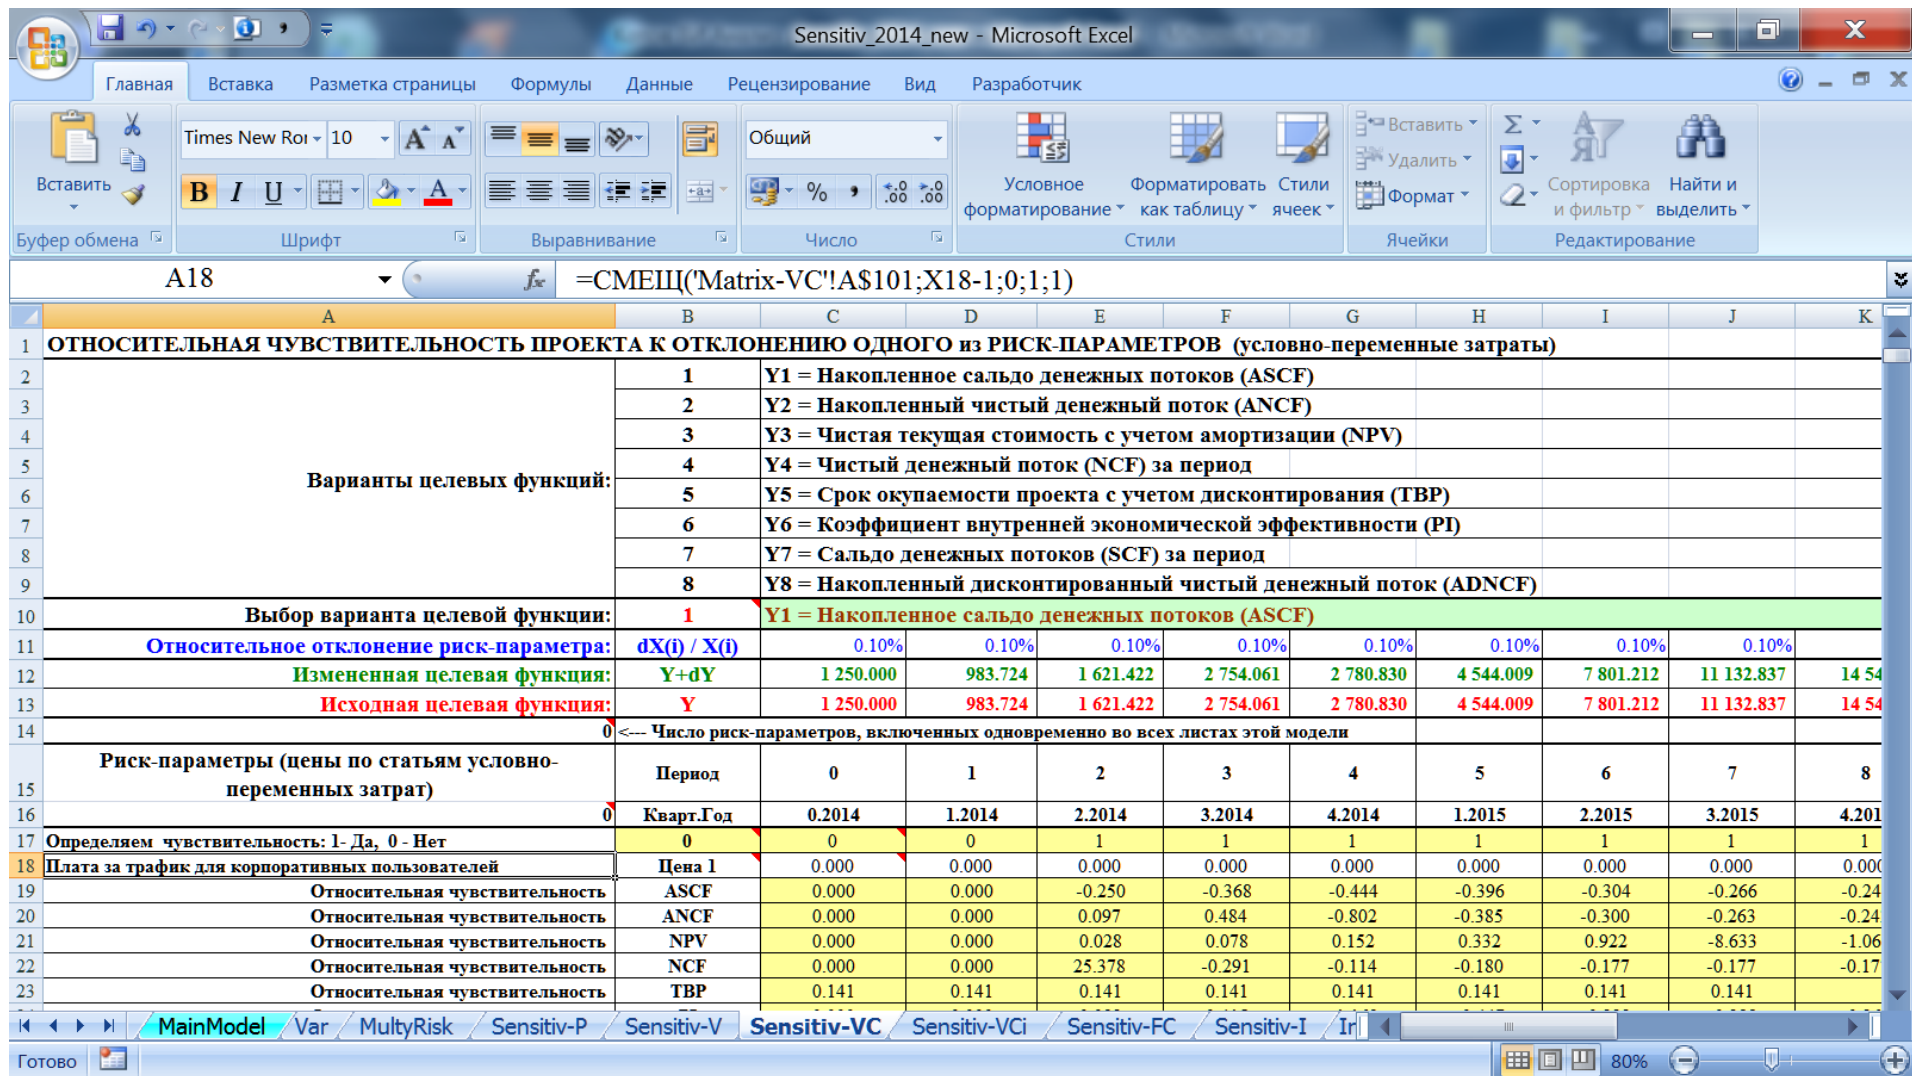 Sensitiv_2014_new - Microsoft Excel
Главная Вставка Разметка страницы Формулы Данные Рецензирование Вид Разработчик
Times New Roi 10 Общий
Вставить
Ж К Ч
Условное форматирование
Форматировать как таблицу
Стили ячеек
Вставить
Удалить
Формат
Сортировка и фильтр
Найти и выделить
Буфер обмена Шрифт Выравнивание Число Стили Ячейки Редактирование
A18 fx =СМЕЩ('Matrix-VC'!A$101;X18-1;0;1;1)
A B C D E F G H I J K
1 ОТНОСИТЕЛЬНАЯ ЧУВСТВИТЕЛЬНОСТЬ ПРОЕКТА К ОТКЛОНЕНИЮ ОДНОГО из РИСК-ПАРАМЕТРОВ (условно-переменные затраты)
2 1 Y1 = Накопленное сальдо денежных потоков (ASCF)
3 2 Y2 = Накопленный чистый денежный поток (ANCF)
4 3 Y3 = Чистая текущая стоимость с учетом амортизации (NPV)
5 4 Y4 = Чистый денежный поток (NCF) за период
Варианты целевых функций:
6 5 Y5 = Срок окупаемости проекта с учетом дисконтирования (TBP)
7 6 Y6 = Коэффициент внутренней экономической эффективности (PI)
8 7 Y7 = Сальдо денежных потоков (SCF) за период
9 8 Y8 = Накопленный дисконтированный чистый денежный поток (ADNCF)
10 Выбор варианта целевой функции: 1 Y1 = Накопленное сальдо денежных потоков (ASCF)
11 Относительное отклонение риск-параметра: dX(i) / X(i) 0.10% 0.10% 0.10% 0.10% 0.10% 0.10% 0.10% 0.10%
12 Измененная целевая функция: Y+dY 1 250.000 983.724 1 621.422 2 754.061 2 780.830 4 544.009 7 801.212 11 132.837 14 54
13 Исходная целевая функция: Y 1 250.000 983.724 1 621.422 2 754.061 2 780.830 4 544.009 7 801.212 11 132.837 14 54
14 0 <--- Число риск-параметров, включенных одновременно во всех листах этой модели
15 Риск-параметры (цены по статьям условно-переменных затрат) Период 0 1 2 3 4 5 6 7 8
16 0 Кварт.Год 0.2014 1.2014 2.2014 3.2014 4.2014 1.2015 2.2015 3.2015 4.201
17 Определяем чувствительность: 1- Да, 0 - Нет 0 0 0 1 1 1 1 1 1 1
18 Плата за трафик для корпоративных пользователей Цена 1 0.000 0.000 0.000 0.000 0.000 0.000 0.000 0.000 0.000
19 Относительная чувствительность ASCF 0.000 0.000 -0.250 -0.368 -0.444 -0.396 -0.304 -0.266 -0.24
20 Относительная чувствительность ANCF 0.000 0.000 0.097 0.484 -0.802 -0.385 -0.300 -0.263 -0.24
21 Относительная чувствительность NPV 0.000 0.000 0.028 0.078 0.152 0.332 0.922 -8.633 -1.06
22 Относительная чувствительность NCF 0.000 0.000 25.378 -0.291 -0.114 -0.180 -0.177 -0.177 -0.17
23 Относительная чувствительность TBP 0.141 0.141 0.141 0.141 0.141 0.141 0.141 0.141
MainModel Var MultyRisk Sensitiv-P Sensitiv-V Sensitiv-VC Sensitiv-VCi Sensitiv-FC Sensitiv-I Ir
Готово 80%